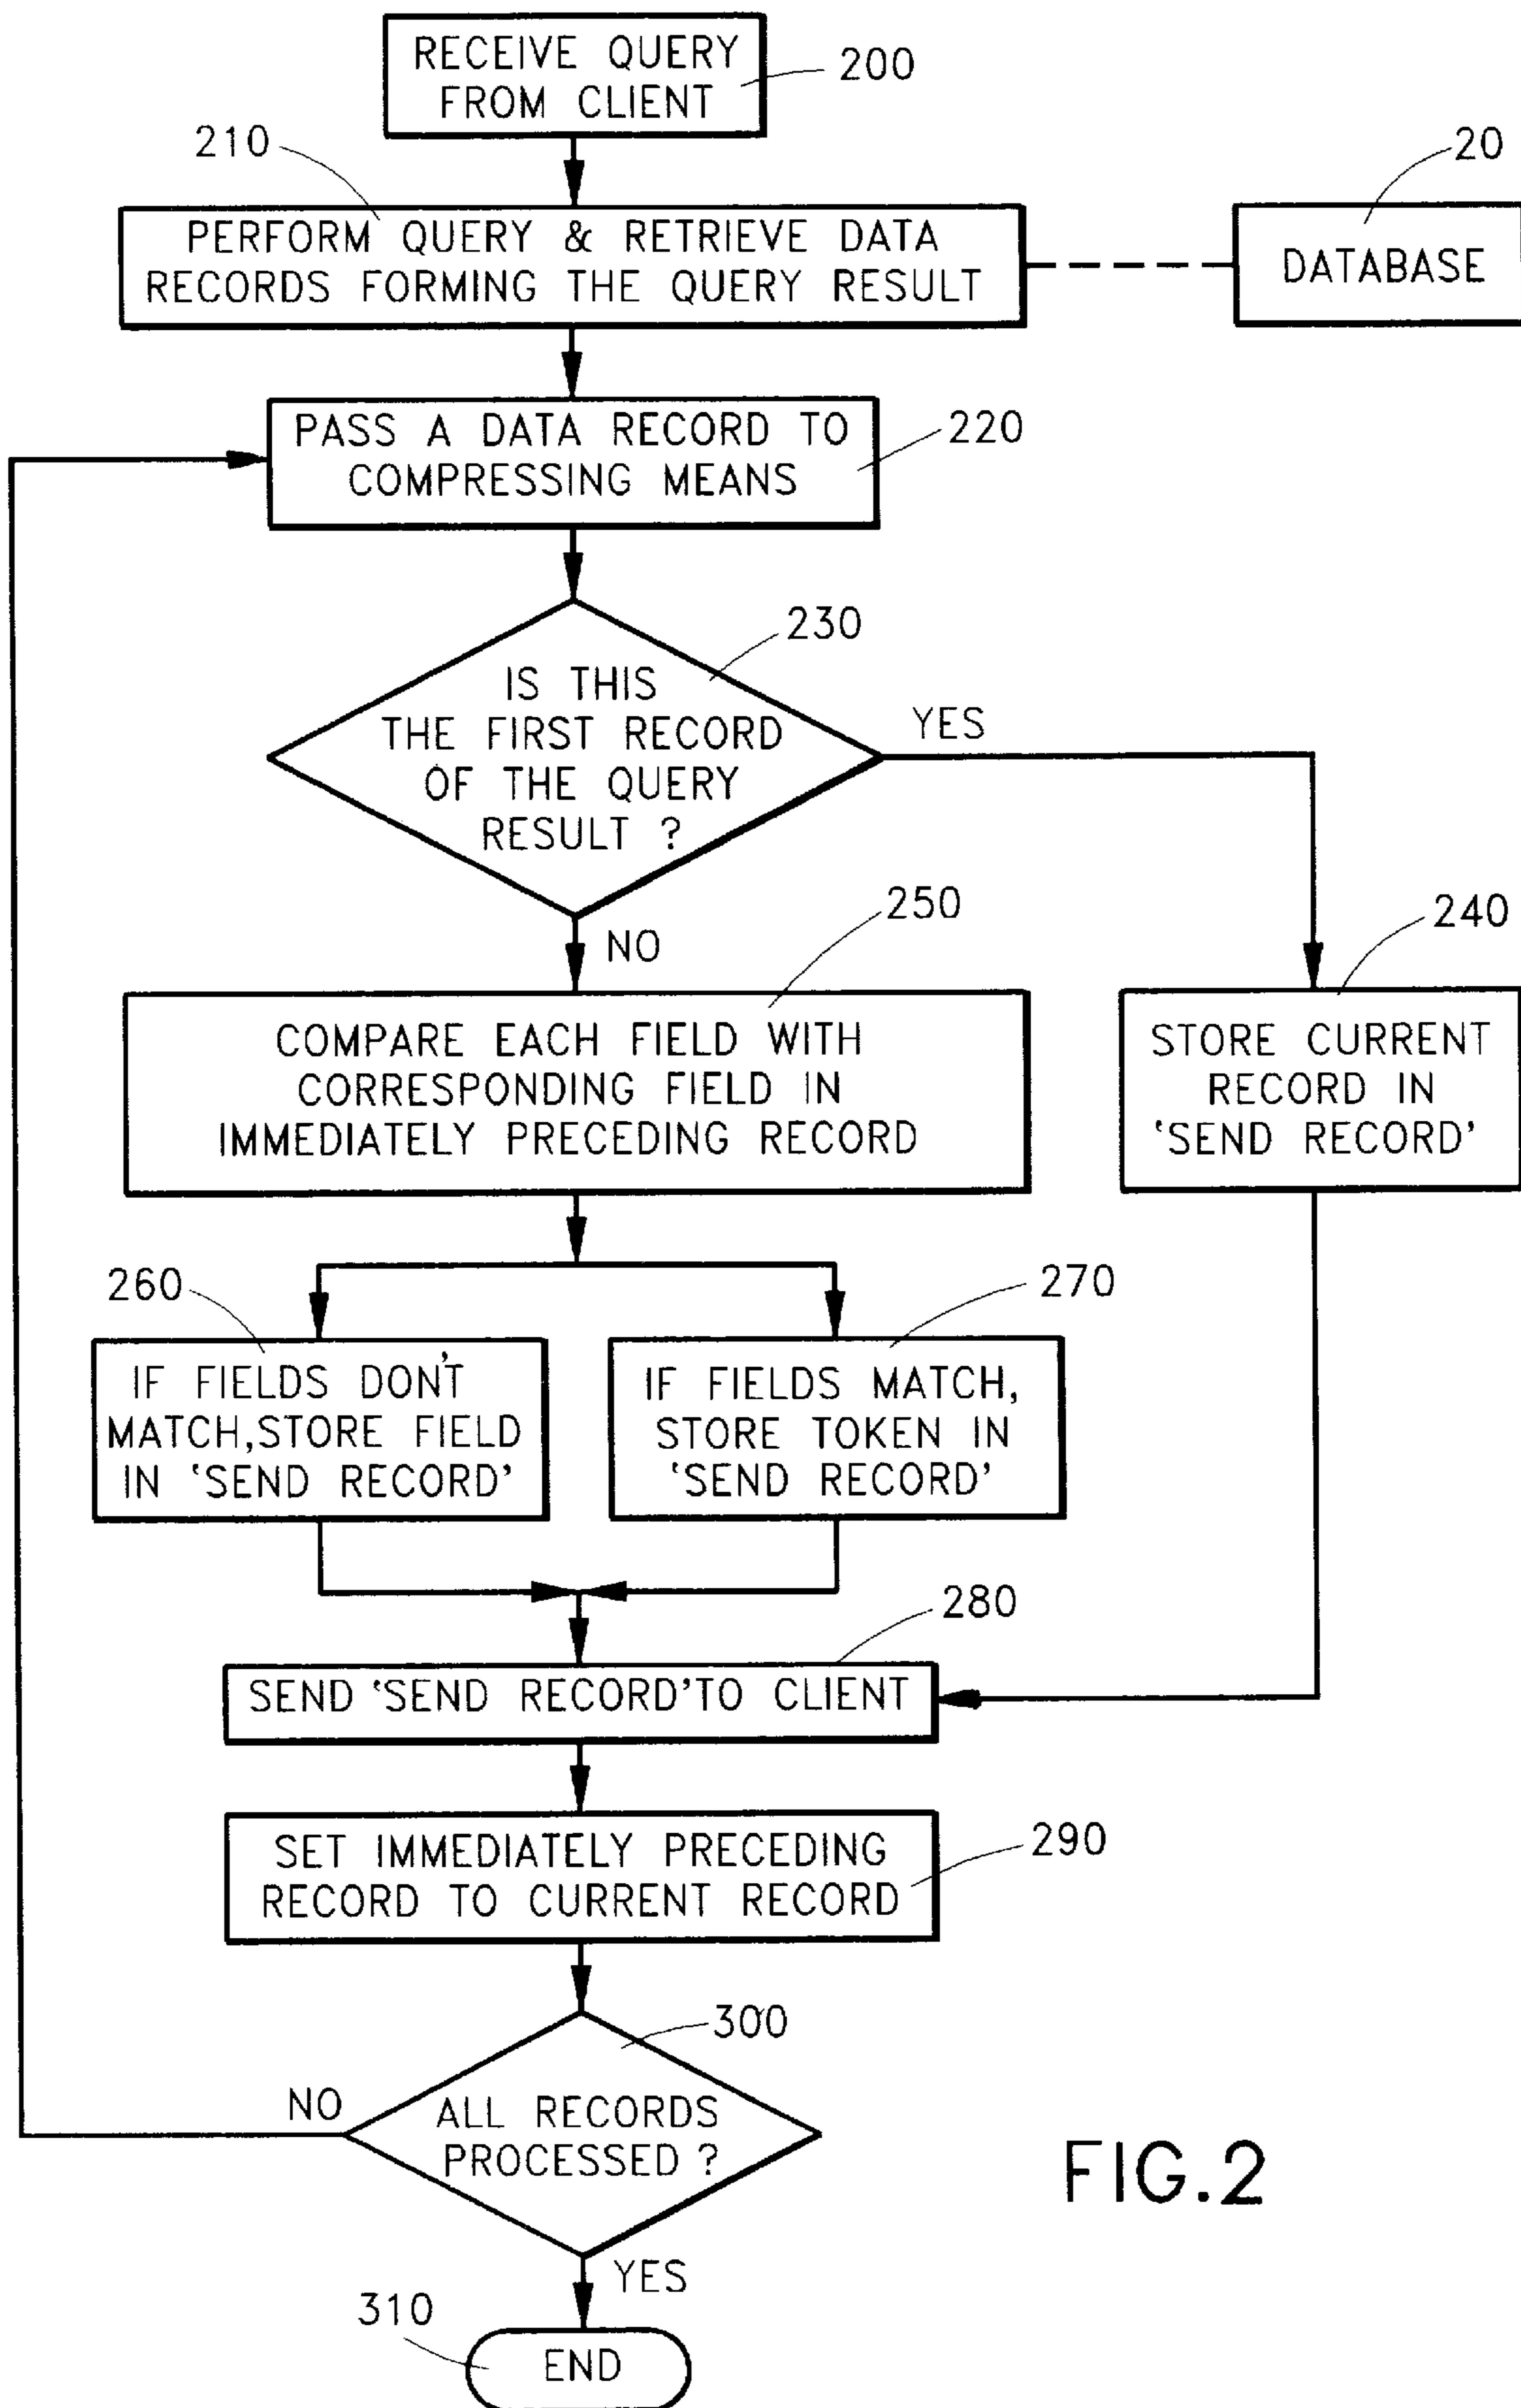 RECEIVE QUERY
FROM CLIENT
200
210
20
PERFORM QUERY & RETRIEVE DATA
RECORDS FORMING THE QUERY RESULT
DATABASE
PASS A DATA RECORD TO
COMPRESSING MEANS
220
230
IS THIS
THE FIRST RECORD
OF THE QUERY
RESULT ?
YES
NO
250
240
COMPARE EACH FIELD WITH
CORRESPONDING FIELD IN
IMMEDIATELY PRECEDING RECORD
STORE CURRENT
RECORD IN
'SEND RECORD'
260
270
IF FIELDS DON'T
MATCH,STORE FIELD
IN 'SEND RECORD'
IF FIELDS MATCH,
STORE TOKEN IN
'SEND RECORD'
280
SEND 'SEND RECORD'TO CLIENT
SET IMMEDIATELY PRECEDING
RECORD TO CURRENT RECORD
290
300
NO
ALL RECORDS
PROCESSED ?
FIG.2
YES
310
END